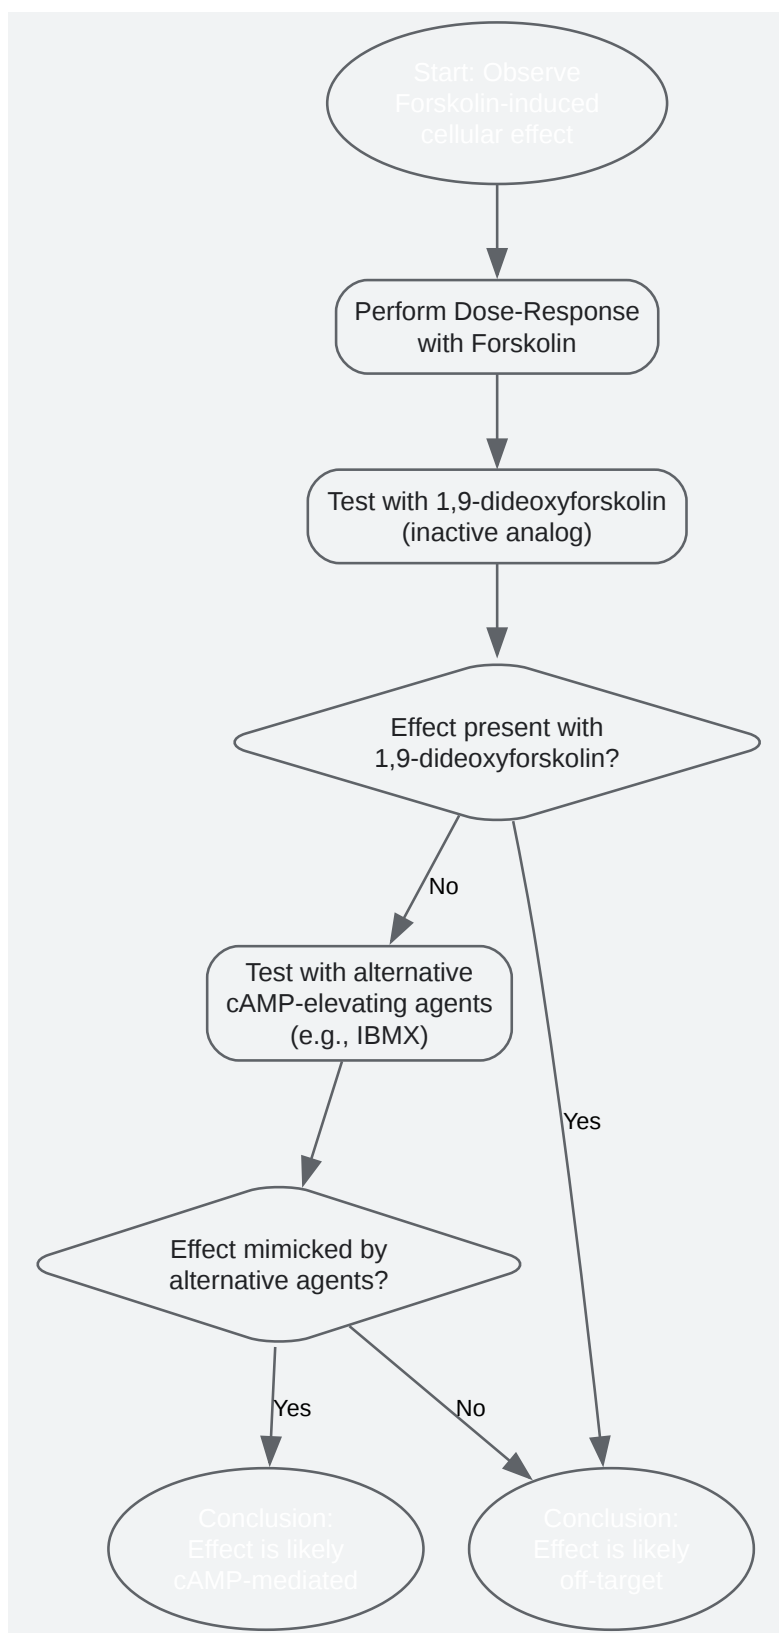 Start: Observe
Forskolin-induced
cellular effect
Perform Dose-Response
with Forskolin
Test with 1,9-dideoxyforskolin
(inactive analog)
Effect present with
1,9-dideoxyforskolin?
No
Test with alternative
cAMP-elevating agents
(e.g., IBMX)
Yes
Effect mimicked by
alternative agents?
Yes
No
Conclusion:
Effect is likely
cAMP-mediated
Conclusion:
Effect is likely
off-target